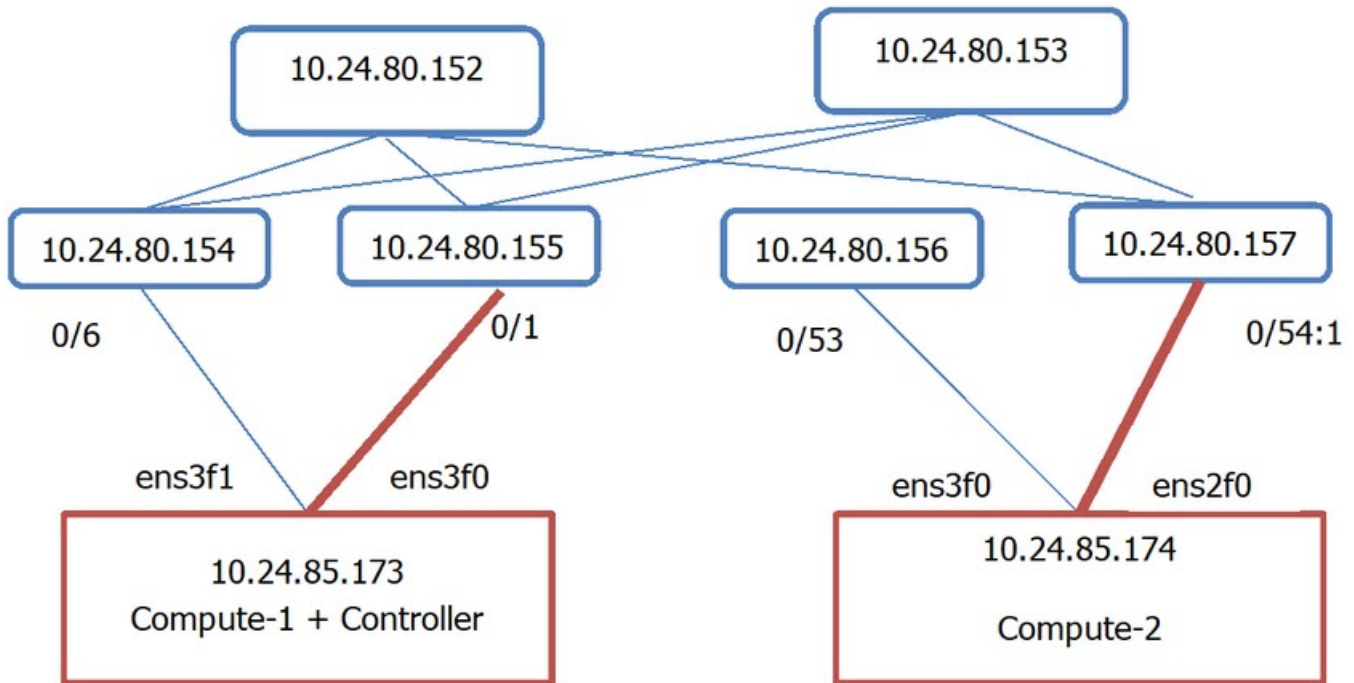 10.24.80.152
10.24.80.153
10.24.80.154
10.24.80.155
10.24.80.156
10.24.80.157
0/6
0/1
0/53
0/54:1
ens3f1
ens3f0
ens3f0
ens2f0
10.24.85.173
Compute-1 + Controller
10.24.85.174
Compute-2